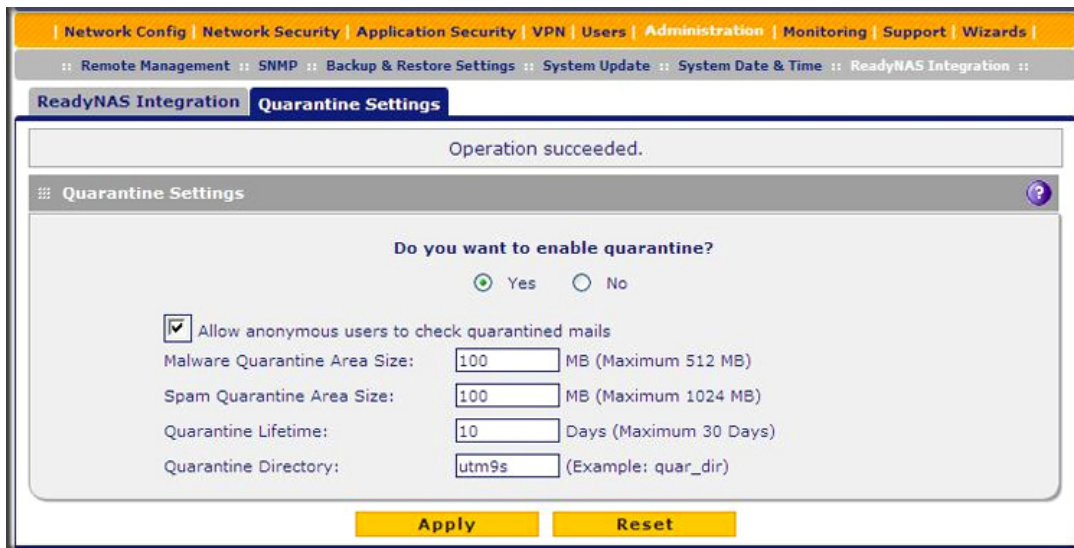 | Network Config | Network Security | Application Security | VPN | Users | Administration | Monitoring | Support | Wizards |
:: Remote Management :: SNMP :: Backup & Restore Settings :: System Update :: System Date & Time :: ReadyNAS Integration ::
ReadyNAS Integration Quarantine Settings
Operation succeeded.
Quarantine Settings ?
Do you want to enable quarantine?
Yes No
Allow anonymous users to check quarantined mails
Malware Quarantine Area Size: 100 MB (Maximum 512 MB)
Spam Quarantine Area Size: 100 MB (Maximum 1024 MB)
Quarantine Lifetime: 10 Days (Maximum 30 Days)
Quarantine Directory: utm9s (Example: quar_dir)
Apply Reset